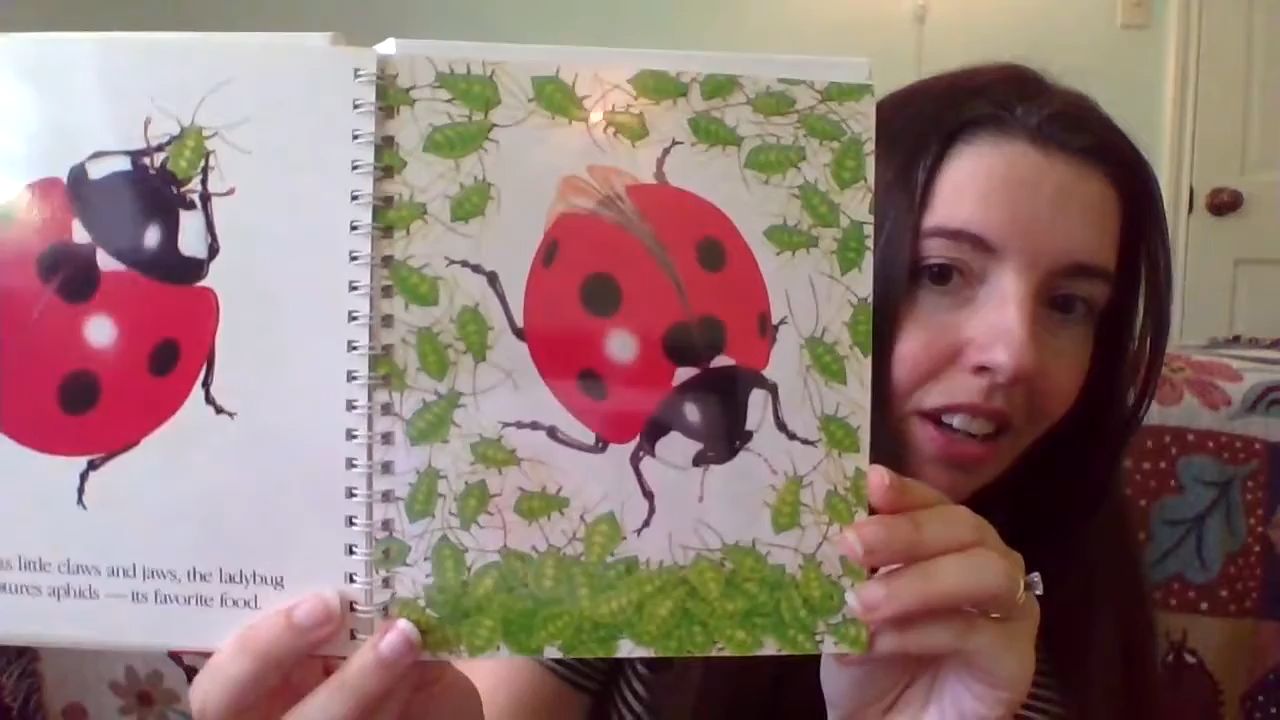 little claws and jaws, the ladybug
aphids — its favorite food.